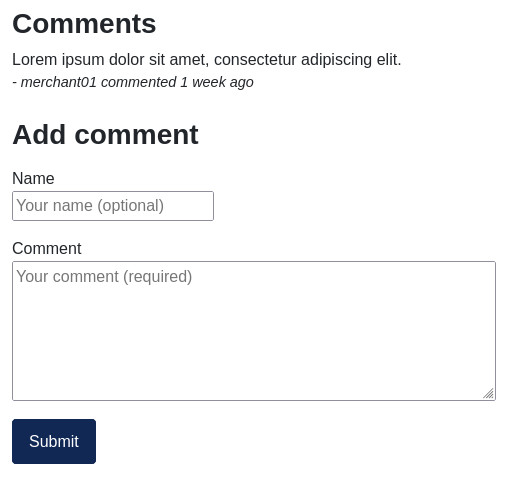 Comments
Lorem ipsum dolor sit amet, consectetur adipiscing elit.
- merchant01 commented 1 week ago
Add comment
Name
Your name (optional)
Comment
Your comment (required)
Submit